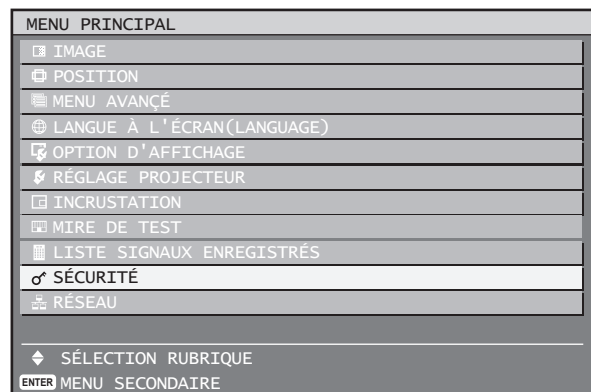 MENU PRINCIPAL
IMAGE
POSITION
MENU AVANÇÉ
LANGUE À L'ÉCRAN(LANGUAGE)
OPTION D'AFFICHAGE
RÉGLAGE PROJECTEUR
INCRUSTATION
MIRE DE TEST
LISTE SIGNAUX ENREGISTRÉS
SÉCURITÉ
RÉSEAU
SÉLECTION RUBRIQUE
ENTER MENU SECONDAIRE